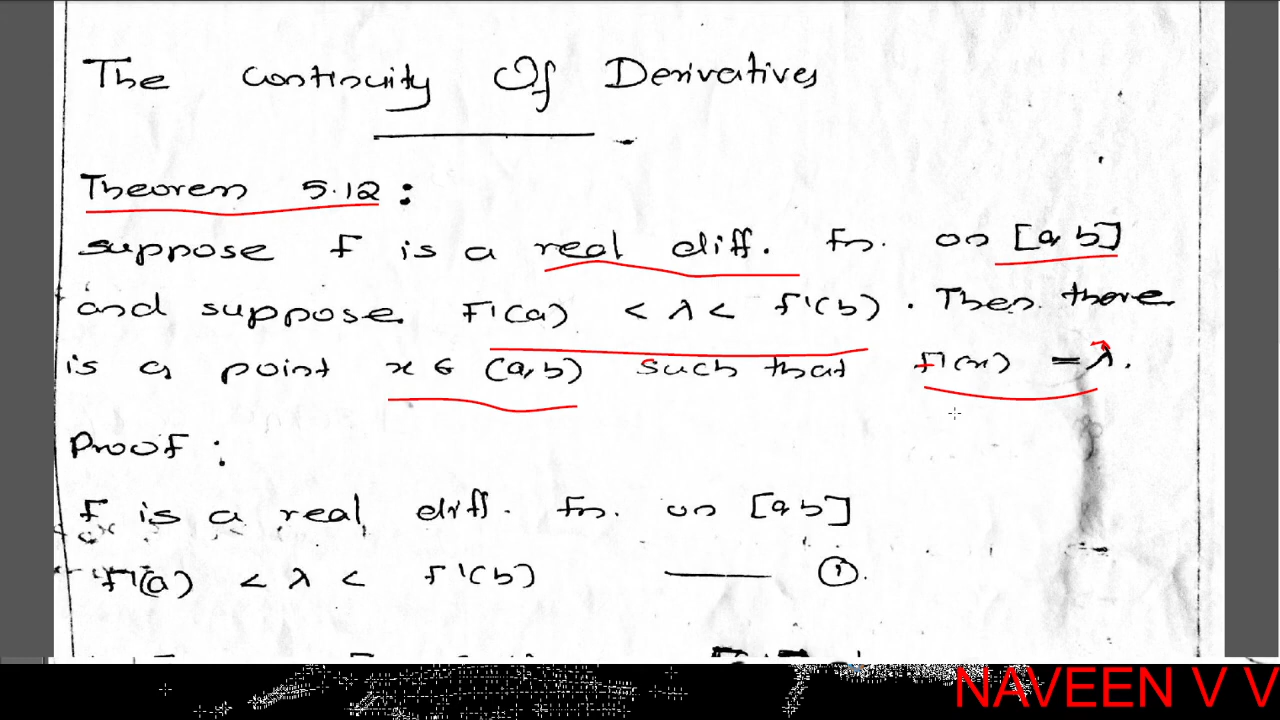 The Continuity Of Derivatives
Theorem 5.12 :
suppose f is a real diff. fn. on [a, b]
and suppose f'(a) < λ < f'(b) . Then there
is a point x ∈ (a, b) such that f'(x) = λ.
Proof :
f is a real diff. fn. on [a b]
f'(a) < λ < f'(b) —— ①.
NAVEEN V V